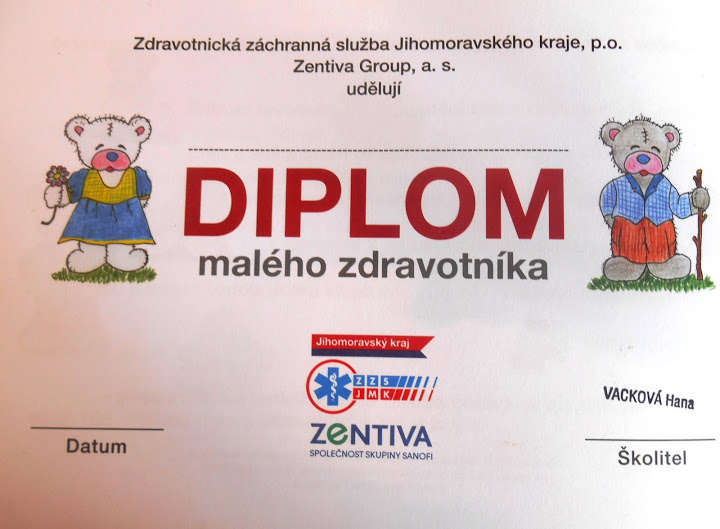 Zdravotnická záchranná služba Jihomoravského kraje, p.o.
Zentiva Group, a. s.
udělují
DIPLOM
malého zdravotníka
Jihomoravský kraj
ZZS
JMK
ZENTIVA
SPOLEČNOST SKUPINY SANOFI
Datum
VACKOVÁ Hana
Školitel